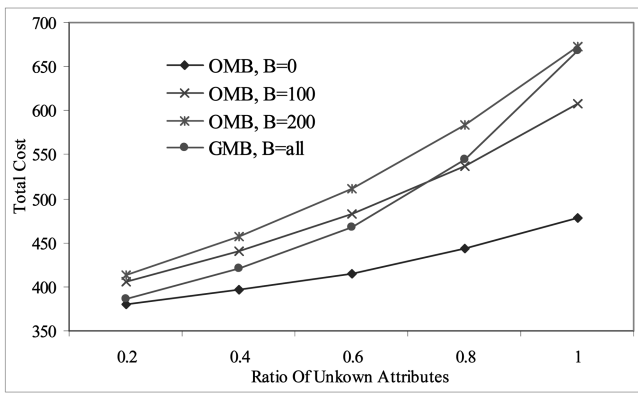 700
650
600
550
500
450
400
350
Total Cost
OMB, B=0
OMB, B=100
OMB, B=200
GMB, B=all
0.2 0.4 0.6 0.8 1
Ratio Of Unkown Attributes